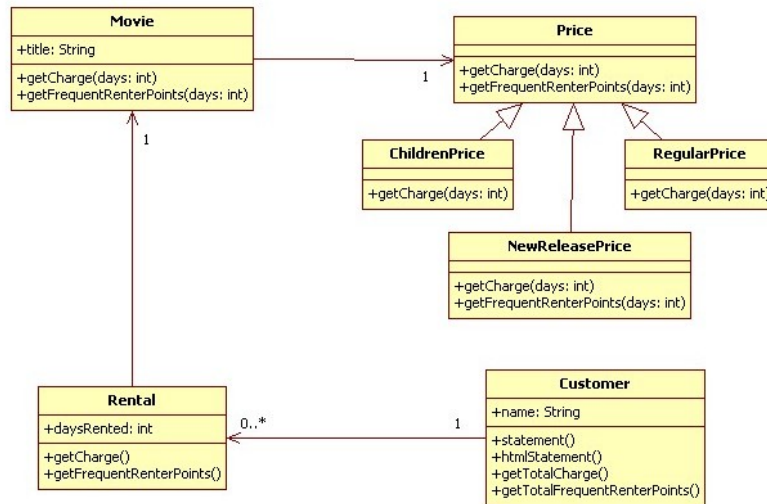 Movie
+title: String
+getCharge(days: int)
+getFrequentRenterPoints(days: int)
1
Price
+getCharge(days: int)
+getFrequentRenterPoints(days: int)
1
ChildrenPrice
+getCharge(days: int)
RegularPrice
+getCharge(days: int)
NewReleasePrice
+getCharge(days: int)
+getFrequentRenterPoints(days: int)
Rental
+daysRented: int
+getCharge()
+getFrequentRenterPoints()
0..*
1
Customer
+name: String
+statement()
+htmlStatement()
+getTotalCharge()
+getTotalFrequentRenterPoints()